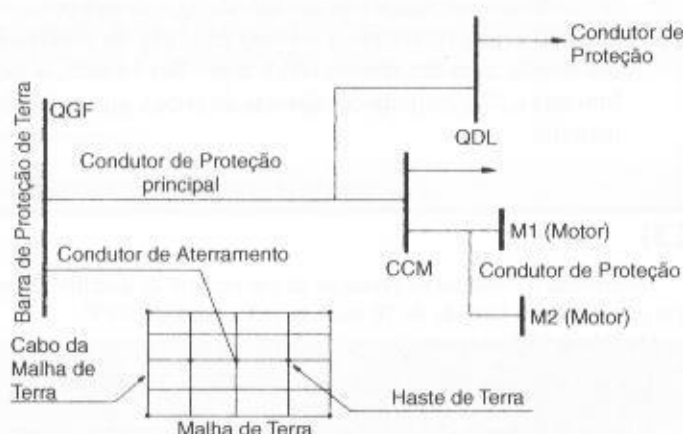 Condutor de
Proteção
QGF
QDL
Barra de Proteção de Terra
Condutor de Proteção
principal
M1 (Motor)
Condutor de Aterramento
CCM
Condutor de Proteção
M2 (Motor)
Cabo da
Malha de
Terra
Haste de Terra
Malha de Terra